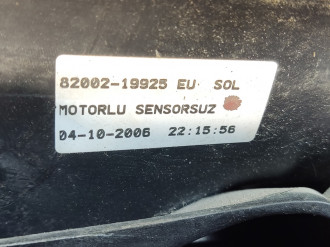 82002-19925 EU SOL
MOTORLU SENSORSUZ
04-10-2006 22:15:56